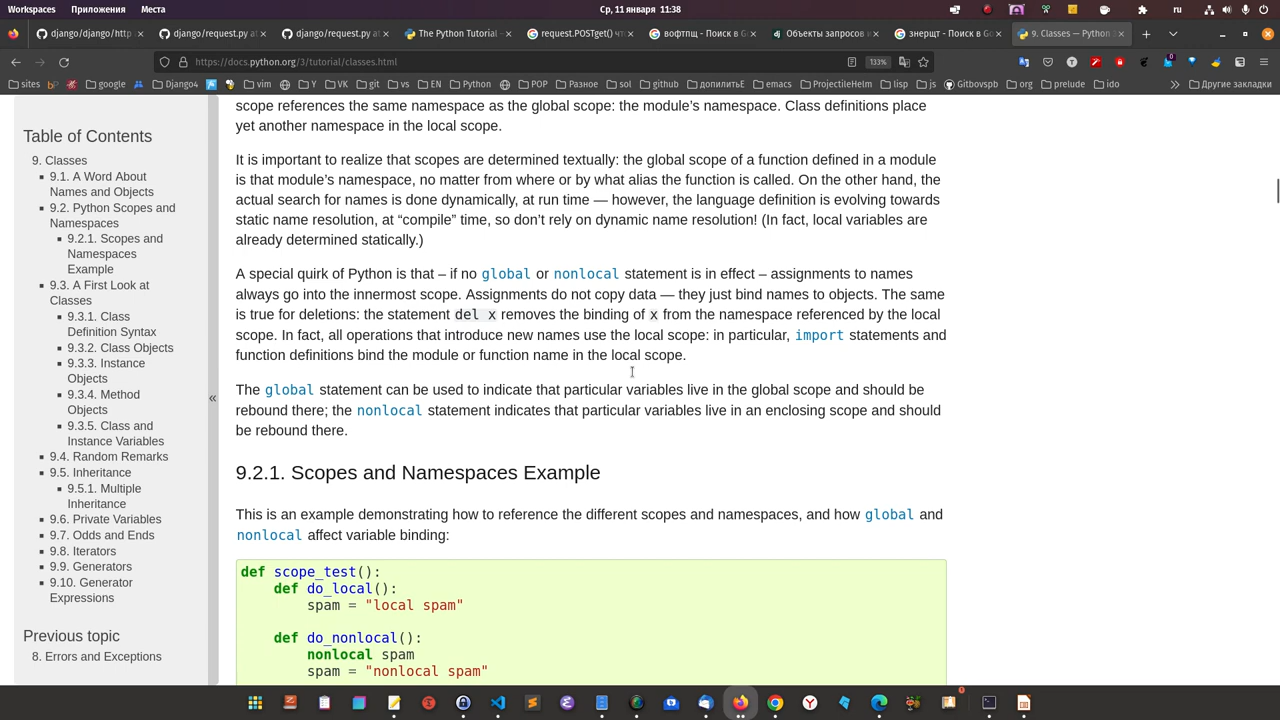 Workspaces Приложения Места Ср, 11 января 11:38 ru
django/django/http django/request.py at django/request.py at The Python Tutorial — request.POSTget() чт вофтпщ - Поиск в G Объекты запросов и знерщт - Поиск в Go 9. Classes — Python
https://docs.python.org/3/tutorial/classes.html 133%
sites google Django4 vim Y VK git vs EN Python POP Разное sol github допилитьE emacs ProjectileHelm lisp js Gitbovspb org prelude ido Другие закладки
Table of Contents
9. Classes
9.1. A Word About
Names and Objects
9.2. Python Scopes and
Namespaces
9.2.1. Scopes and
Namespaces
Example
9.3. A First Look at
Classes
9.3.1. Class
Definition Syntax
9.3.2. Class Objects
9.3.3. Instance
Objects
9.3.4. Method
Objects
9.3.5. Class and
Instance Variables
9.4. Random Remarks
9.5. Inheritance
9.5.1. Multiple
Inheritance
9.6. Private Variables
9.7. Odds and Ends
9.8. Iterators
9.9. Generators
9.10. Generator
Expressions
Previous topic
8. Errors and Exceptions
«
scope references the same namespace as the global scope: the module’s namespace. Class definitions place
yet another namespace in the local scope.
It is important to realize that scopes are determined textually: the global scope of a function defined in a module
is that module’s namespace, no matter from where or by what alias the function is called. On the other hand, the
actual search for names is done dynamically, at run time — however, the language definition is evolving towards
static name resolution, at “compile” time, so don’t rely on dynamic name resolution! (In fact, local variables are
already determined statically.)
A special quirk of Python is that – if no global or nonlocal statement is in effect – assignments to names
always go into the innermost scope. Assignments do not copy data — they just bind names to objects. The same
is true for deletions: the statement del x removes the binding of x from the namespace referenced by the local
scope. In fact, all operations that introduce new names use the local scope: in particular, import statements and
function definitions bind the module or function name in the local scope.
The global statement can be used to indicate that particular variables live in the global scope and should be
rebound there; the nonlocal statement indicates that particular variables live in an enclosing scope and should
be rebound there.
9.2.1. Scopes and Namespaces Example
This is an example demonstrating how to reference the different scopes and namespaces, and how global and
nonlocal affect variable binding:
def scope_test():
def do_local():
spam = "local spam"
def do_nonlocal():
nonlocal spam
spam = "nonlocal spam"